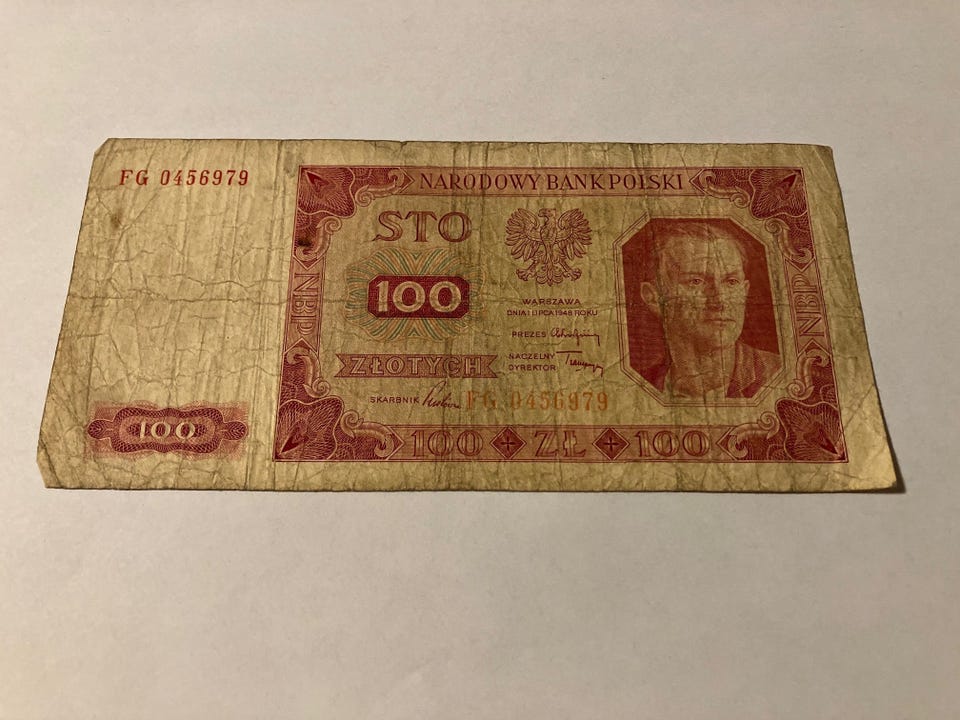 FG 0456979
NARODOWY BANK POLSKI
STO
100
ZŁOTYCH
WARSZAWA
DNIA 1 LIPCA 1948 ROKU
PREZES
NACZELNY
DYREKTOR
SKARBNIK
FG 0456979
NBP
NBP
100
100 ZŁ 100